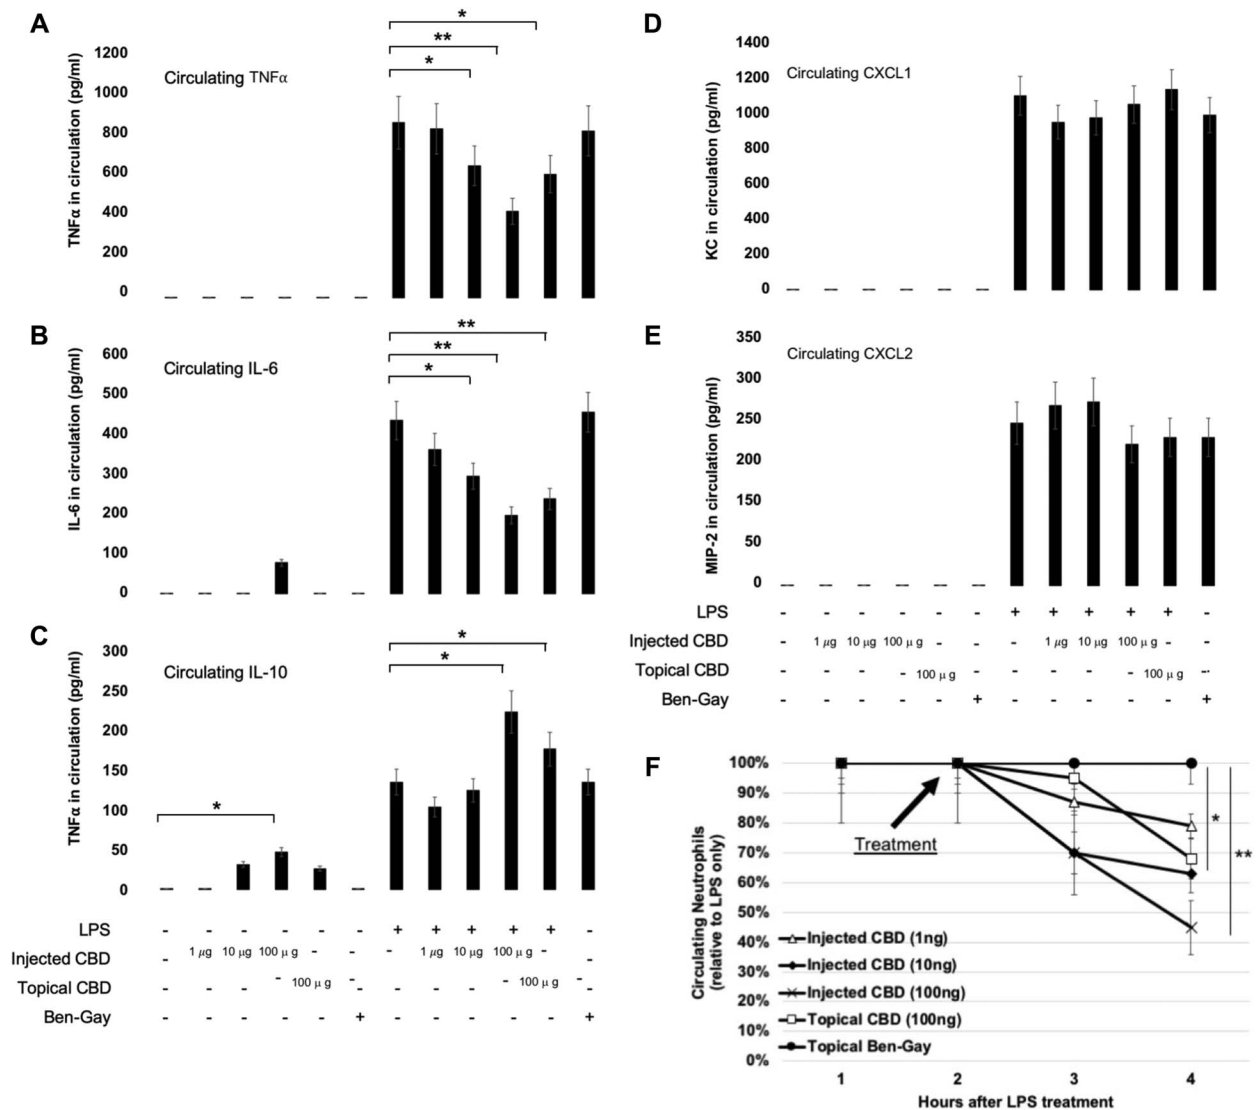 A
TNFα in circulation (pg/ml)
1200
1000
800
600
400
200
0
Circulating TNFα
*
**
*
B
IL-6 in circulation (pg/ml)
600
500
400
300
200
100
0
Circulating IL-6
**
**
*
C
TNFα in circulation (pg/ml)
300
250
200
150
100
50
0
Circulating IL-10
*
*
*
LPS - - - - - - + + + + + -
Injected CBD - 1 μg 10 μg 100 μg - - - 1 μg 10 μg 100 μg - -
Topical CBD - - - - 100 μ g - - - - - 100 μ g - -
Ben-Gay - - - - - + - - - - - +
D
KC in circulation (pg/ml)
1400
1200
1000
800
600
400
200
0
Circulating CXCL1
E
MIP-2 in circulation (pg/ml)
350
300
250
200
150
50
0
Circulating CXCL2
LPS - - - - - - + + + + + -
Injected CBD - 1 μg 10 μg 100 μg - - - 1 μg 10 μg 100 μg - -
Topical CBD - - - - 100 μ g - - - - - 100 μ g -
Ben-Gay - - - - - + - - - - - +
F
Circulating Neutrophils
(relative to LPS only)
100%
90%
80%
70%
60%
50%
40%
30%
20%
10%
0%
Treatment
*
**
Injected CBD (1ng)
Injected CBD (10ng)
Injected CBD (100ng)
Topical CBD (100ng)
Topical Ben-Gay
1 2 3 4
Hours after LPS treatment